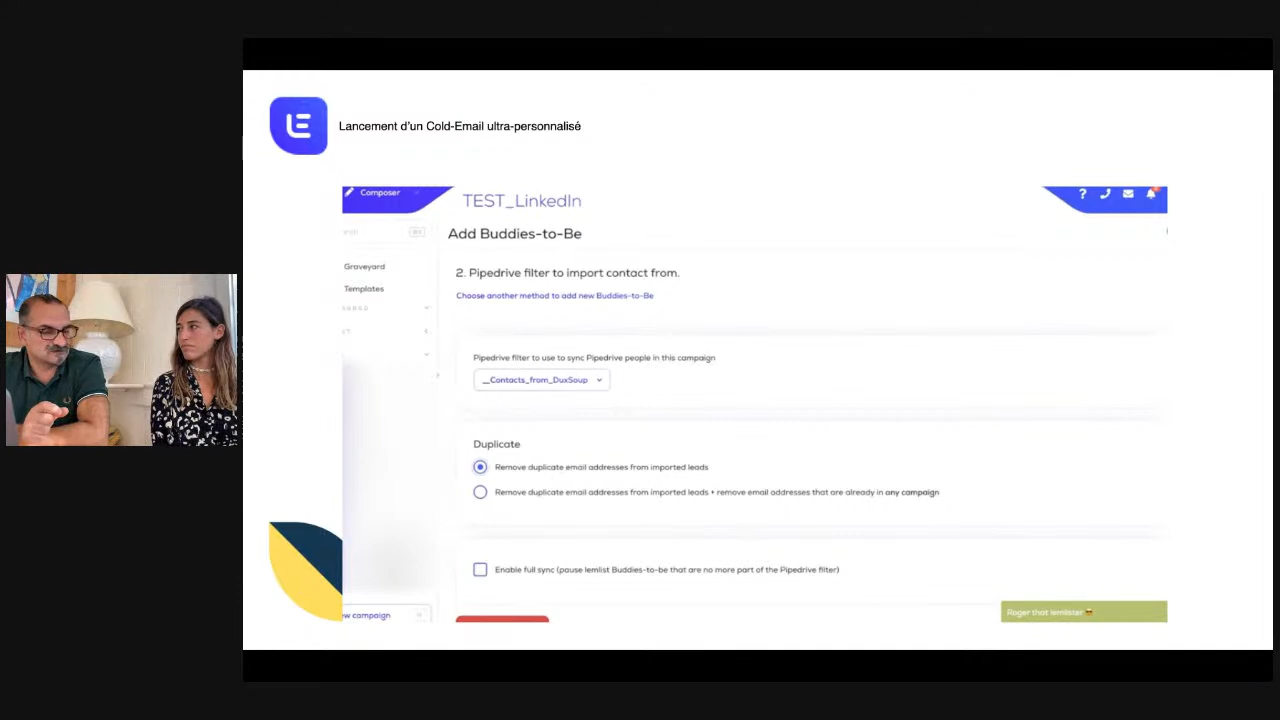 LE
Lancement d'un Cold-Email ultra-personnalisé
Composer
TEST_LinkedIn
Add Buddies-to-Be
Graveyard
Templates
2. Pipedrive filter to import contact from.
Choose another method to add new Buddies-to-Be
Pipedrive filter to use to sync Pipedrive people in this campaign
__Contacts_from_DuxSoup
Duplicate
Remove duplicate email addresses from imported leads
Remove duplicate email addresses from imported leads + remove email addresses that are already in any campaign
Enable full sync (pause lemlist Buddies-to-be that are no more part of the Pipedrive filter)
campaign
Roger that lemlister